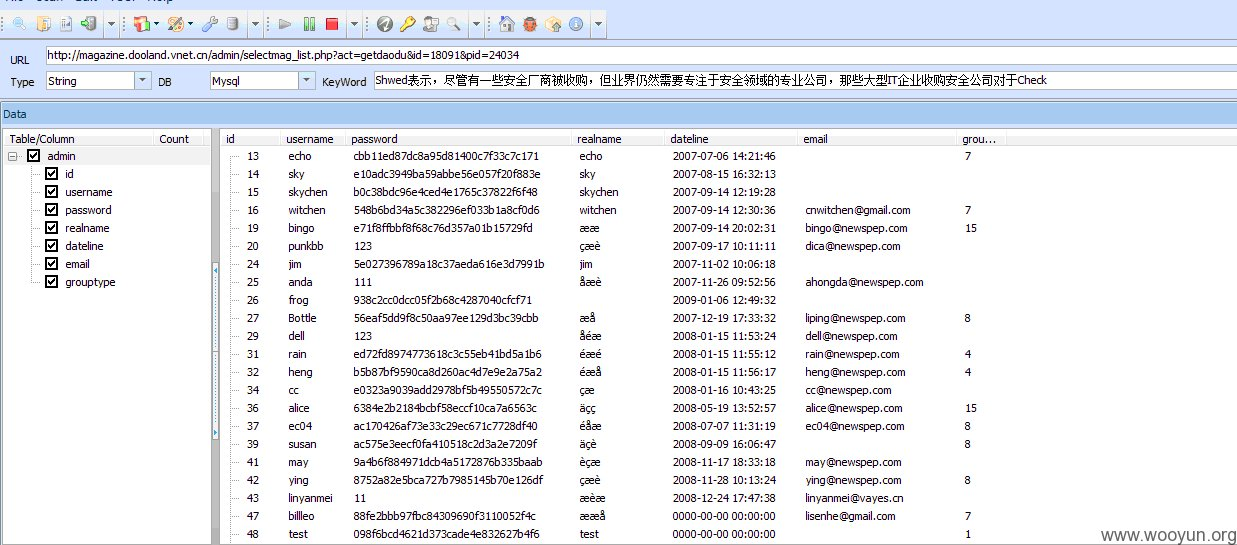 URL http://magazine.dooland.vnet.cn/admin/selectmag_list.php?act=getdaodu&id=18091&pid=24034
Type String DB Mysql KeyWord Shwed表示，尽管有一些安全厂商被收购，但业界仍然需要专注于安全领域的专业公司，那些大型IT企业收购安全公司对于Check
Data
Table/Column Count
admin
id
username
password
realname
dateline
email
grouptype
id username password realname dateline email grou...
13 echo cbb11ed87dc8a95d81400c7f33c7c171 echo 2007-07-06 14:21:46 7
14 sky e10adc3949ba59abbe56e057f20f883e sky 2007-08-15 16:32:13
15 skychen b0c38bdc96e4ced4e1765c37822f6f48 skychen 2007-09-14 12:19:28
16 witchen 548b6bd34a5c382296ef033b1a8cf0d6 witchen 2007-09-14 12:30:36 cnwitchen@gmail.com 7
19 bingo e71f8ffbbf8f68c76d357a01b15729fd ææ 2007-09-14 20:02:31 bingo@newspep.com 15
20 punkbb 123 çæè 2007-09-17 10:11:11 dica@newspep.com
24 jim 5e027396789a18c37aeda616e3d7991b jim 2007-11-02 10:06:18
25 anda 111 åæè 2007-11-26 09:52:56 ahongda@newspep.com
26 frog 938c2cc0dcc05f2b68c4287040cfcf71 2009-01-06 12:49:32
27 Bottle 56eaf5dd9f8c50aa97ee129d3bc39cbb æå 2007-12-19 17:33:32 liping@newspep.com 8
29 dell 123 åéæ 2008-01-15 11:53:24 dell@newspep.com
31 rain ed72fd8974773618c3c55eb41bd5a1b6 éæé 2008-01-15 11:55:12 rain@newspep.com 4
32 heng b5b87bf9590ca8d260ac4d7e9e2a75a2 éæå 2008-01-15 11:56:17 heng@newspep.com 4
34 cc e0323a9039add2978bf5b49550572c7c çæ 2008-01-16 10:43:25 cc@newspep.com
36 alice 6384e2b2184bcbf58eccf10ca7a6563c äçç 2008-05-19 13:52:57 alice@newspep.com 15
37 ec04 ac170426af73e33c29ec671c7728df40 éåæ 2008-07-07 11:31:19 ec04@newspep.com 8
39 susan ac575e3eecf0fa410518c2d3a2e7209f äçè 2008-09-09 16:06:47 8
41 may 9a4b6f884971dcb4a5172876b335baab èçæ 2008-11-17 18:33:18 may@newspep.com
42 ying 8752a82e5bca727b7985145b70e126df çæè 2008-11-28 10:13:24 ying@newspep.com 8
43 linyanmei 11 æèæ 2008-12-24 17:47:38 linyanmei@vayes.cn
47 billleo 88fe2bbb97fbc84309690f3110052f4c ææå 0000-00-00 00:00:00 lisenhe@gmail.com 7
48 test 098f6bcd4621d373cade4e832627b4f6 test 0000-00-00 00:00:00 1
www.wooyun.org